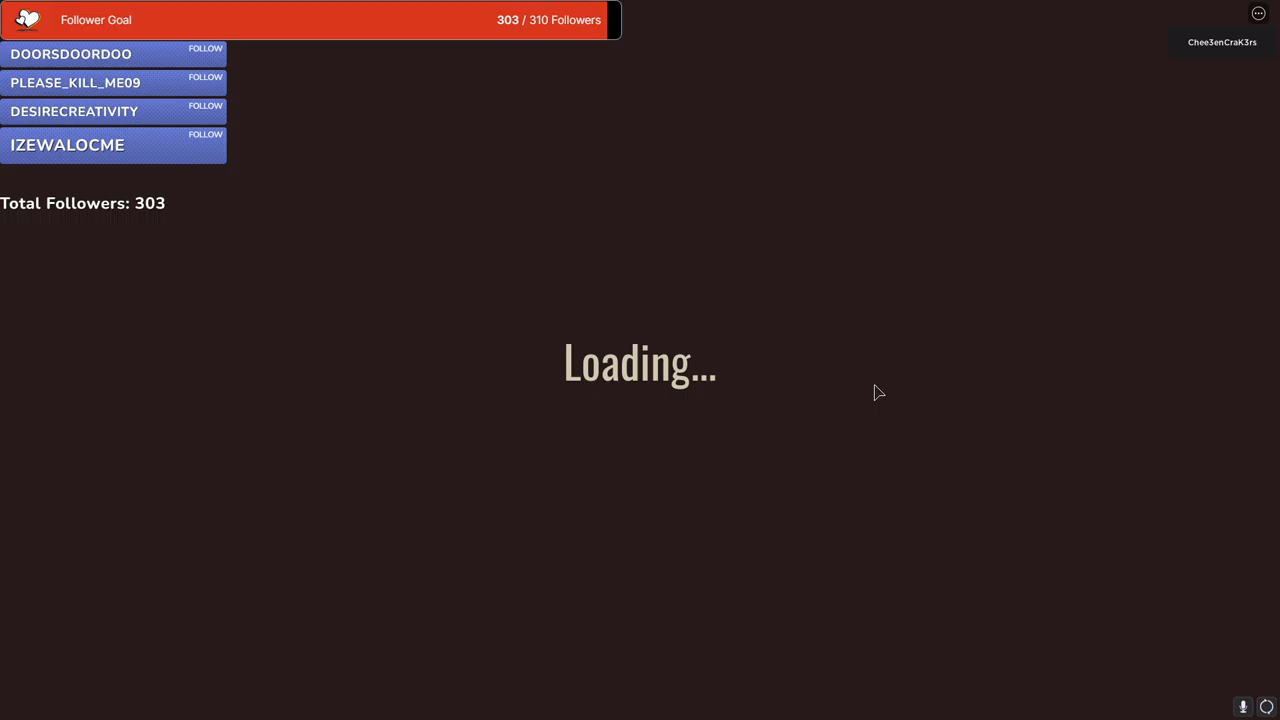 Follower Goal 303 / 310 Followers
Chee3enCraK3rs
DOORSDOORDOO FOLLOW
PLEASE_KILL_ME09 FOLLOW
DESIRECREATIVITY FOLLOW
IZEWALOCME FOLLOW
Total Followers: 303
Loading...